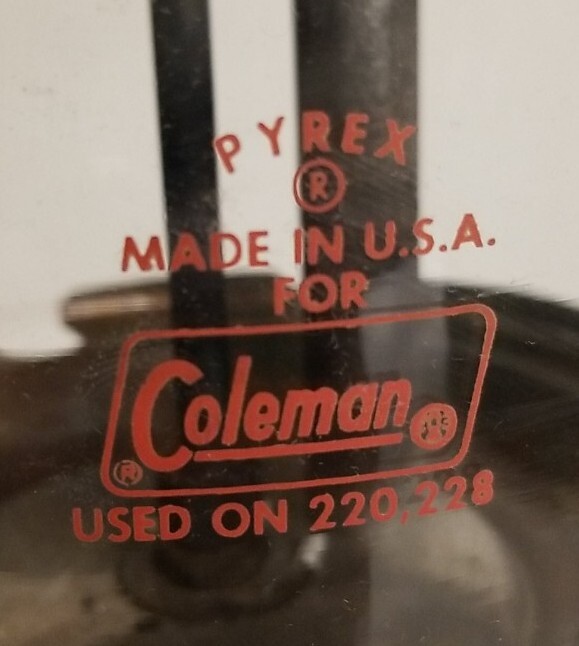 PYREX
®
MADE IN U.S.A.
FOR
Coleman
®
USED ON 220,228